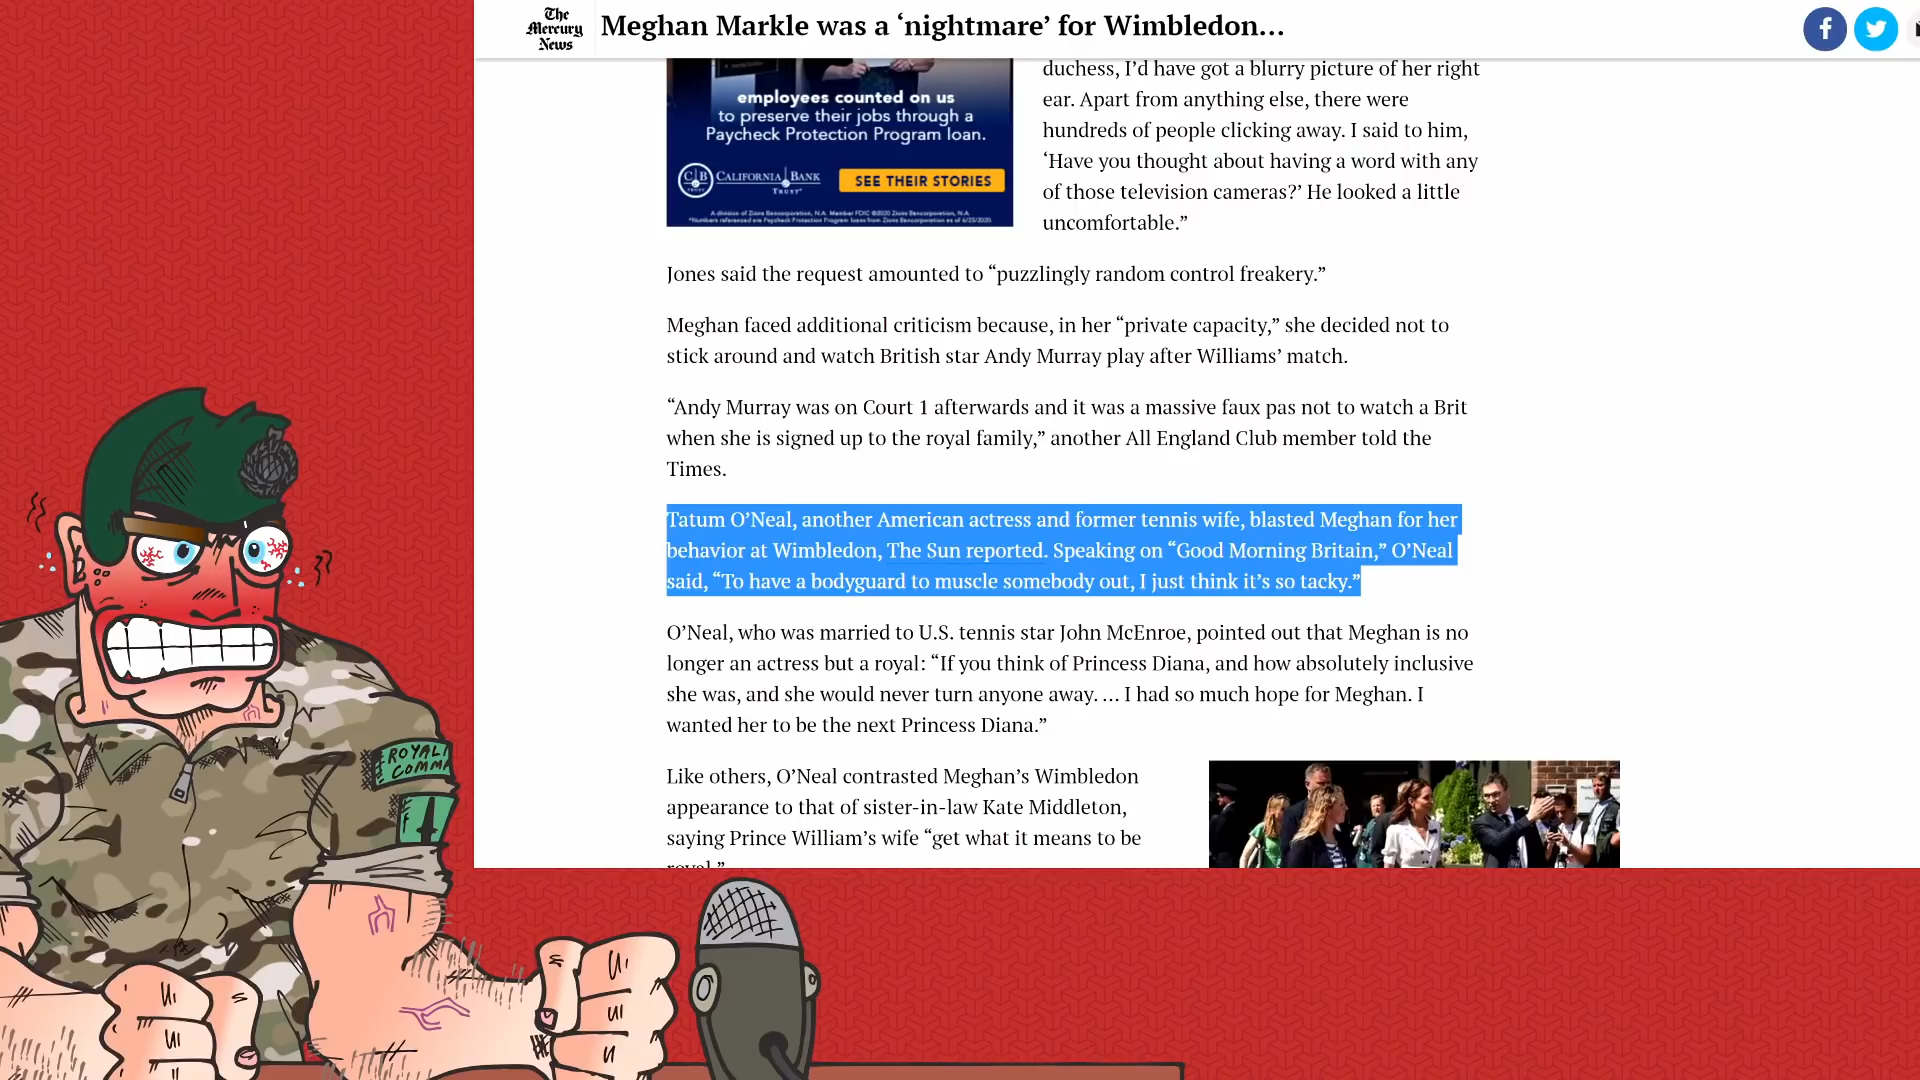 The
Mercury
News
Meghan Markle was a ‘nightmare’ for Wimbledon...
employees counted on us
to preserve their jobs through a
Paycheck Protection Program loan.
CALIFORNIA BANK
TRUST
SEE THEIR STORIES
A division of Zions Bancorporation, N.A. Member FDIC ©2020 Zions Bancorporation, N.A.
*Numbers referenced are Paycheck Protection Program loans from Zions Bancorporation as of 6/23/2020.
duchess, I’d have got a blurry picture of her right
ear. Apart from anything else, there were
hundreds of people clicking away. I said to him,
‘Have you thought about having a word with any
of those television cameras?’ He looked a little
uncomfortable.”
Jones said the request amounted to “puzzlingly random control freakery.”
Meghan faced additional criticism because, in her “private capacity,” she decided not to
stick around and watch British star Andy Murray play after Williams’ match.
“Andy Murray was on Court 1 afterwards and it was a massive faux pas not to watch a Brit
when she is signed up to the royal family,” another All England Club member told the
Times.
Tatum O’Neal, another American actress and former tennis wife, blasted Meghan for her
behavior at Wimbledon, The Sun reported. Speaking on “Good Morning Britain,” O’Neal
said, “To have a bodyguard to muscle somebody out, I just think it’s so tacky.”
O’Neal, who was married to U.S. tennis star John McEnroe, pointed out that Meghan is no
longer an actress but a royal: “If you think of Princess Diana, and how absolutely inclusive
she was, and she would never turn anyone away. … I had so much hope for Meghan. I
wanted her to be the next Princess Diana.”
Like others, O’Neal contrasted Meghan’s Wimbledon
appearance to that of sister-in-law Kate Middleton,
saying Prince William’s wife “get what it means to be
royal.”
ROYAL
COMMA